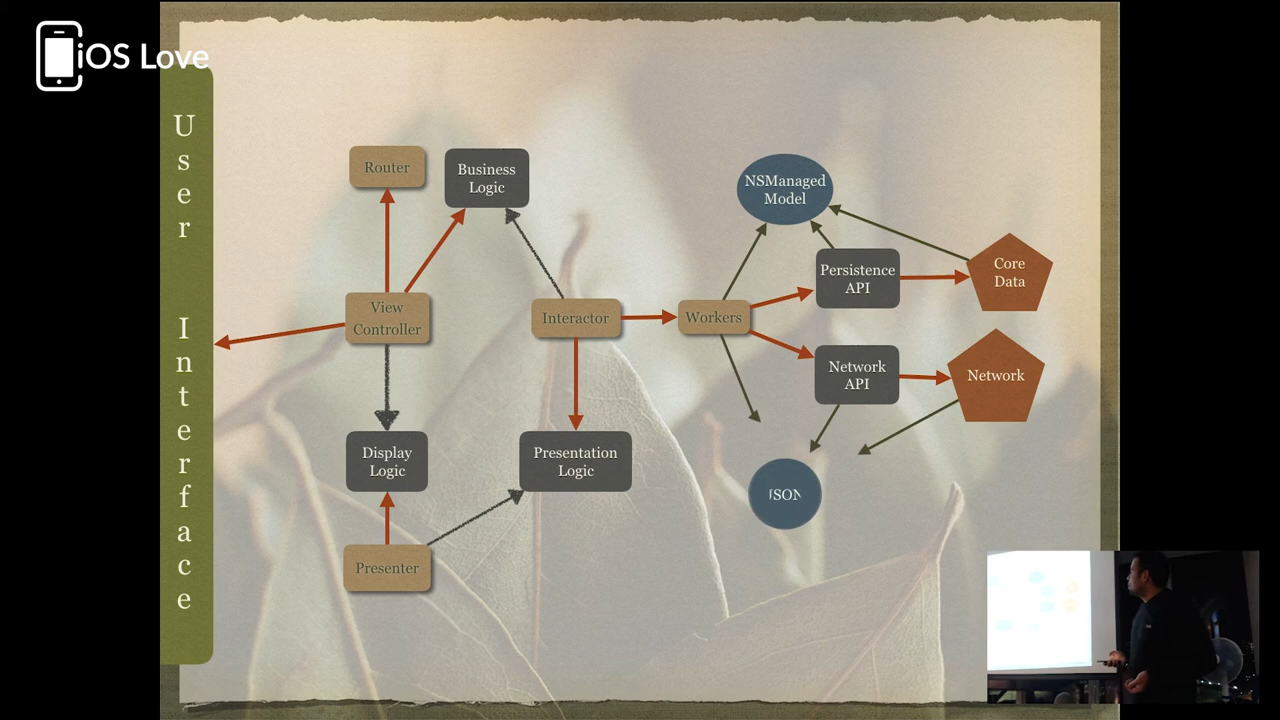 iOS Love
User Interface
Router
Business
Logic
NSManaged
Model
Persistence
API
Core
Data
View
Controller
Interactor
Workers
Network
API
Network
Display
Logic
Presentation
Logic
JSON
Presenter